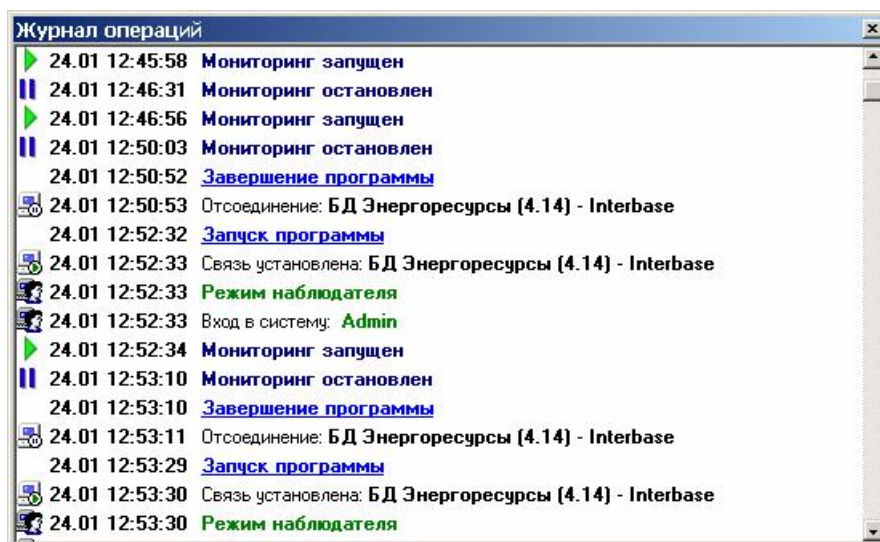 Журнал операций
24.01 12:45:58 Мониторинг запущен
24.01 12:46:31 Мониторинг остановлен
24.01 12:46:56 Мониторинг запущен
24.01 12:50:03 Мониторинг остановлен
24.01 12:50:52 Завершение программы
24.01 12:50:53 Отсоединение: БД Энергоресурсы (4.14) - Interbase
24.01 12:52:32 Запуск программы
24.01 12:52:33 Связь установлена: БД Энергоресурсы (4.14) - Interbase
24.01 12:52:33 Режим наблюдателя
24.01 12:52:33 Вход в систему: Admin
24.01 12:52:34 Мониторинг запущен
24.01 12:53:10 Мониторинг остановлен
24.01 12:53:10 Завершение программы
24.01 12:53:11 Отсоединение: БД Энергоресурсы (4.14) - Interbase
24.01 12:53:29 Запуск программы
24.01 12:53:30 Связь установлена: БД Энергоресурсы (4.14) - Interbase
24.01 12:53:30 Режим наблюдателя